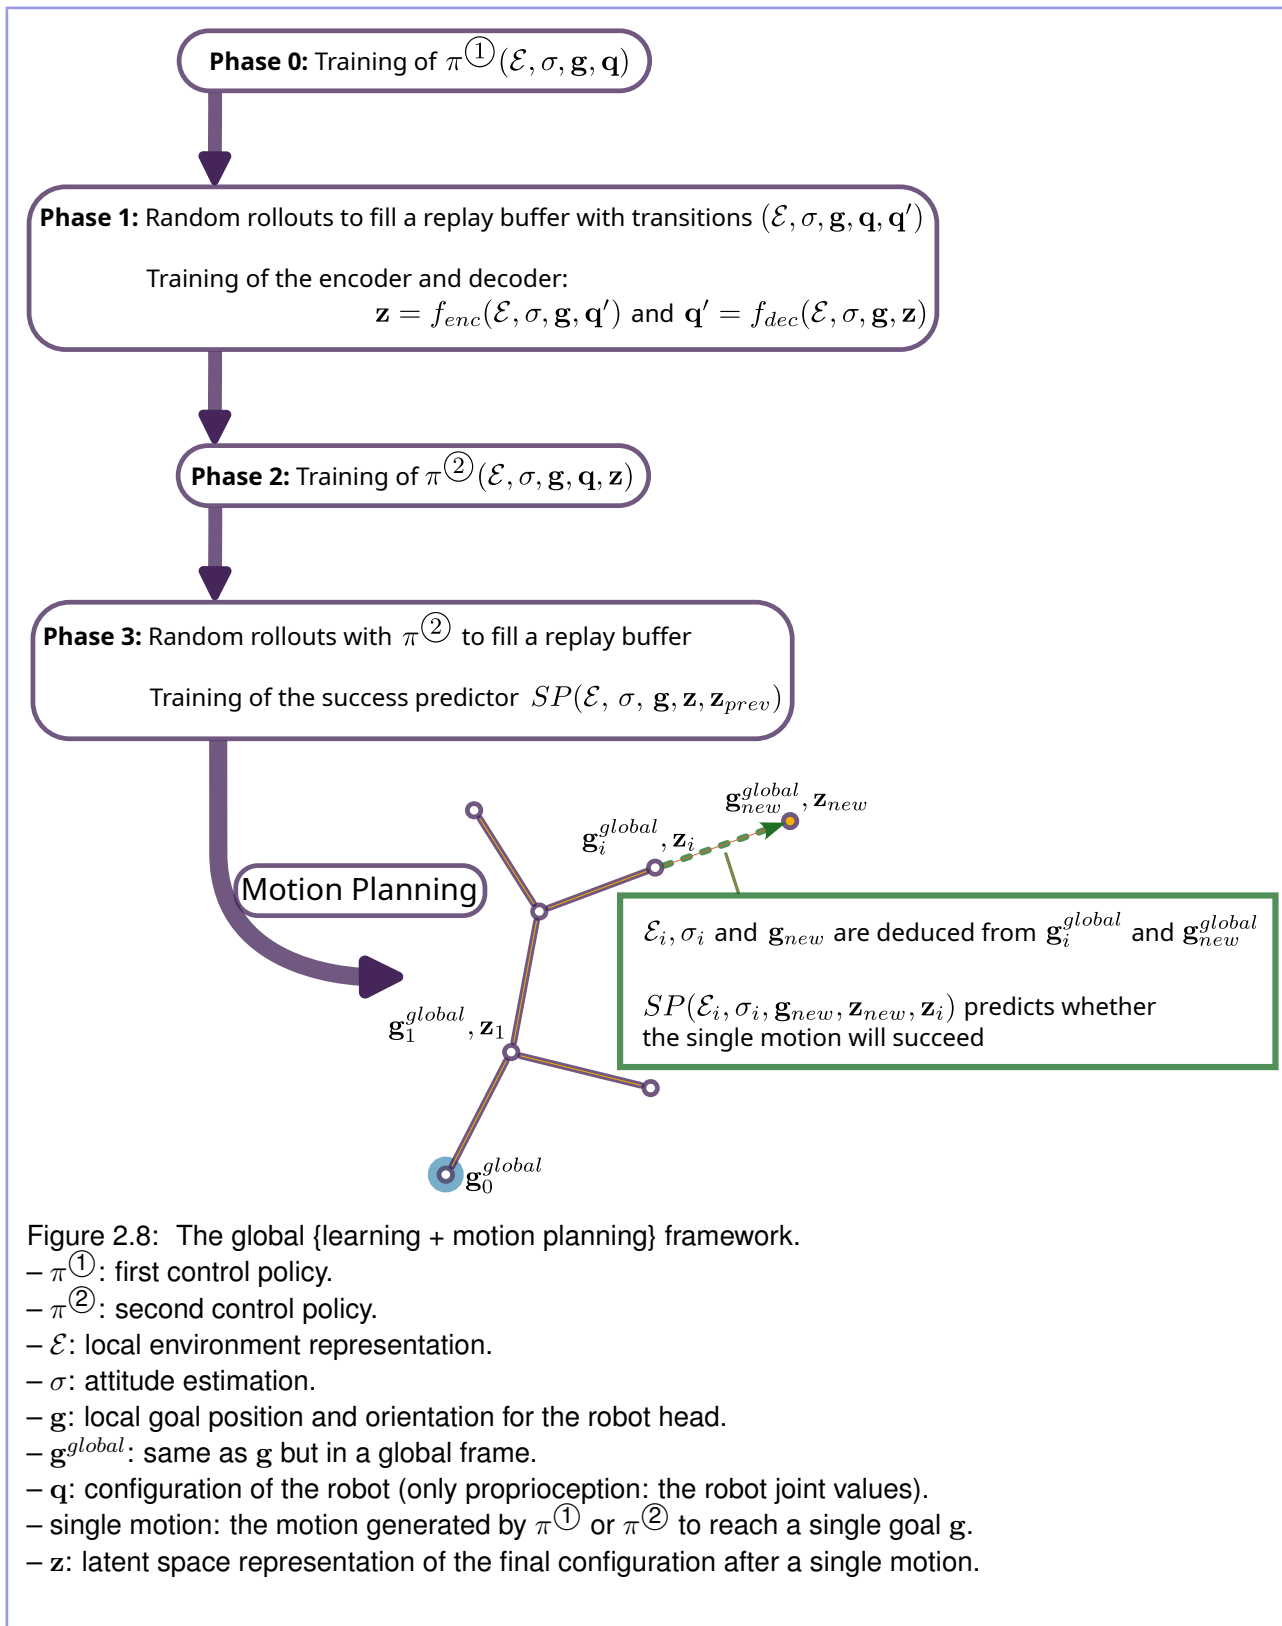 Phase 0: Training of π①(ℰ, σ, g, q)
Phase 1: Random rollouts to fill a replay buffer with transitions (ℰ, σ, g, q, q′)
Training of the encoder and decoder:
z = f_enc(ℰ, σ, g, q′) and q′ = f_dec(ℰ, σ, g, z)
Phase 2: Training of π②(ℰ, σ, g, q, z)
Phase 3: Random rollouts with π② to fill a replay buffer
Training of the success predictor SP(ℰ, σ, g, z, z_prev)
g_new^global, z_new
g_i^global, z_i
Motion Planning
ℰ_i, σ_i and g_new are deduced from g_i^global and g_new^global
SP(ℰ_i, σ_i, g_new, z_new, z_i) predicts whether
the single motion will succeed
g_1^global, z_1
g_0^global
Figure 2.8: The global {learning + motion planning} framework.
– π①: first control policy.
– π②: second control policy.
– ℰ: local environment representation.
– σ: attitude estimation.
– g: local goal position and orientation for the robot head.
– g^global: same as g but in a global frame.
– q: configuration of the robot (only proprioception: the robot joint values).
– single motion: the motion generated by π① or π② to reach a single goal g.
– z: latent space representation of the final configuration after a single motion.